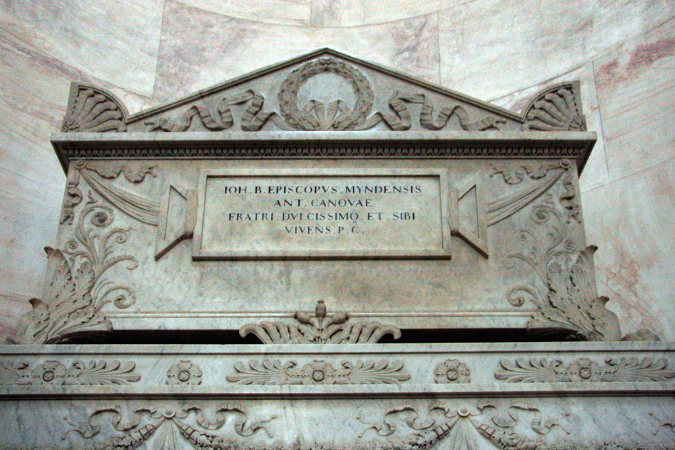 IOH. B. EPISCOPVS. MYNDENSIS
ANT. CANOVAE
FRATRI DVLCISSIMO. ET. SIBI
VIVENS P. C.